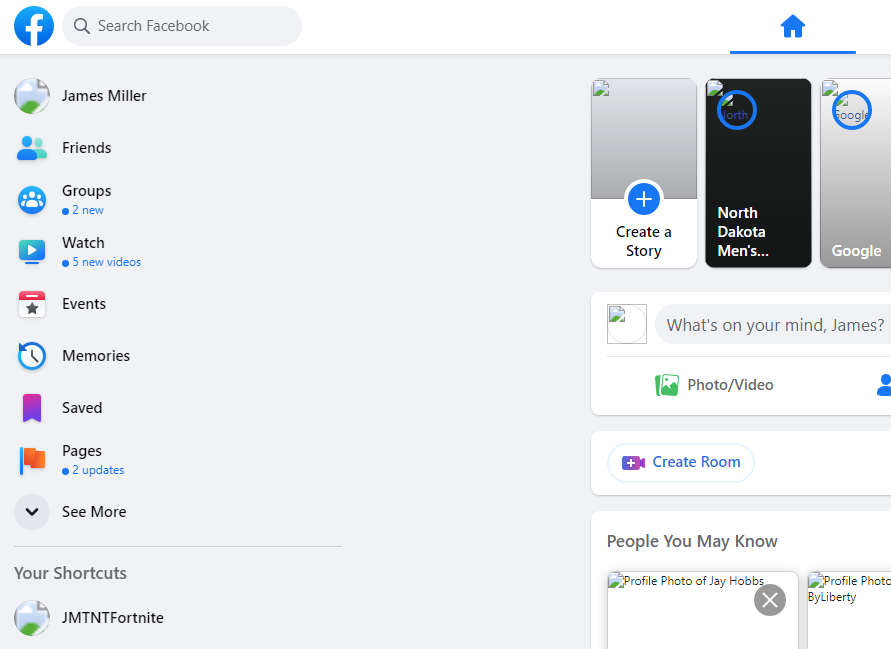 Search Facebook
James Miller
Friends
Groups
2 new
Watch
5 new videos
Events
Memories
Saved
Pages
2 updates
See More
Your Shortcuts
JMTNTFortnite
Create a
Story
North
North
Dakota
Men's...
Google
Google
What's on your mind, James?
Photo/Video
Create Room
People You May Know
Profile Photo of Jay Hobbs
Profile Photo
ByLiberty